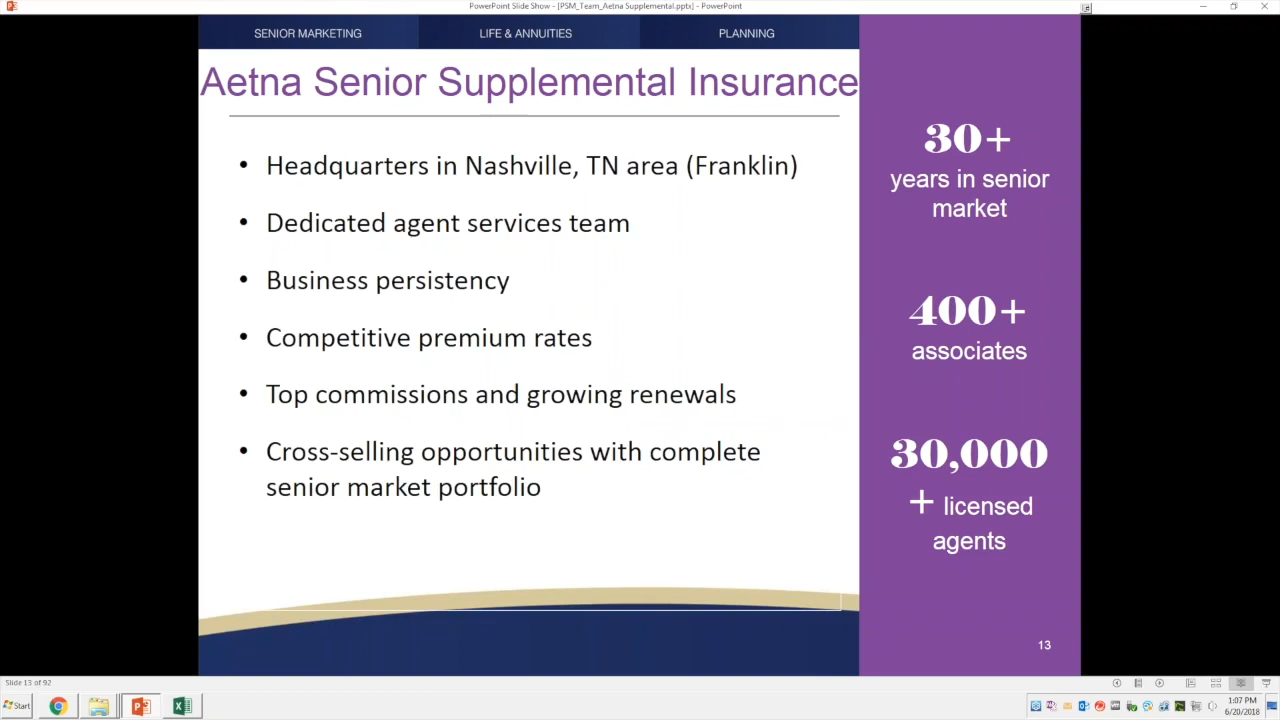 PowerPoint Slide Show - [PSM_Team_Aetna Supplemental.pptx] - PowerPoint
SENIOR MARKETING
LIFE & ANNUITIES
PLANNING
Aetna Senior Supplemental Insurance
• Headquarters in Nashville, TN area (Franklin)
• Dedicated agent services team
• Business persistency
• Competitive premium rates
• Top commissions and growing renewals
• Cross-selling opportunities with complete
senior market portfolio
30+
years in senior
market
400+
associates
30,000
+ licensed
agents
13
Slide 13 of 92
Start
1:07 PM
6/20/2018